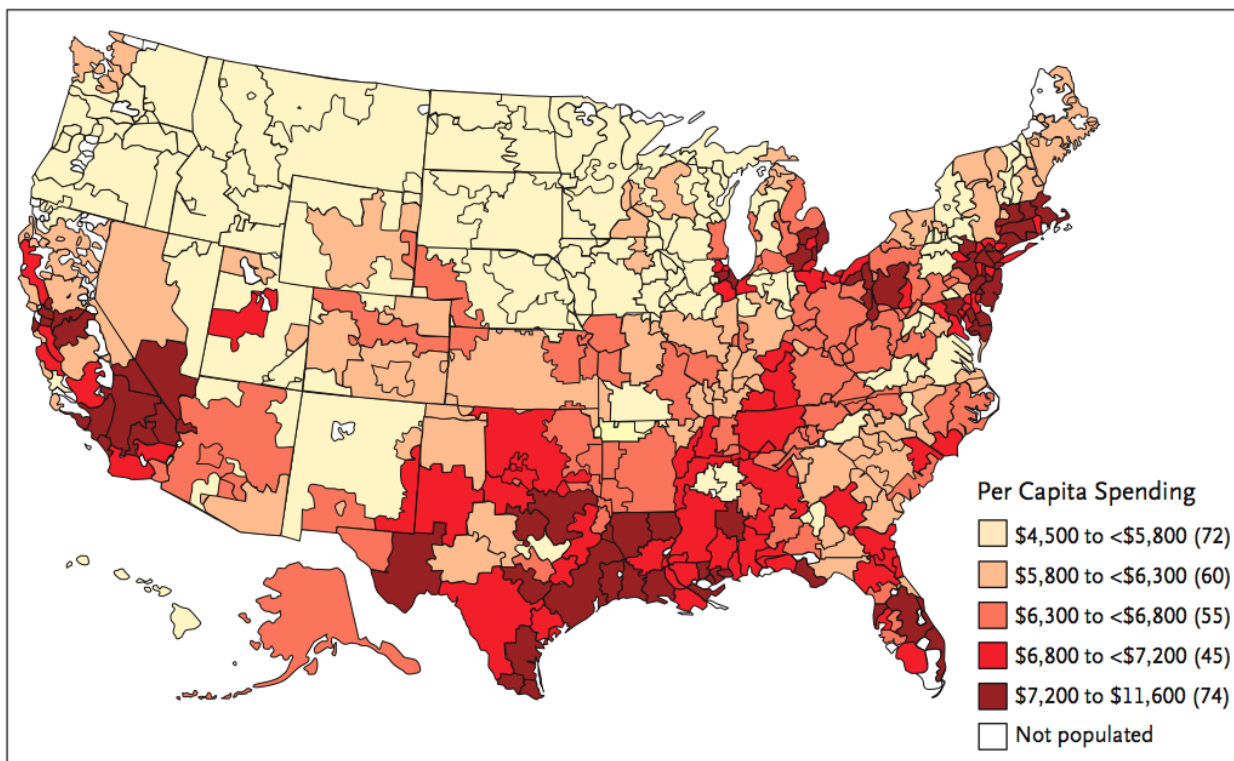 Per Capita Spending
$4,500 to <$5,800 (72)
$5,800 to <$6,300 (60)
$6,300 to <$6,800 (55)
$6,800 to <$7,200 (45)
$7,200 to $11,600 (74)
Not populated